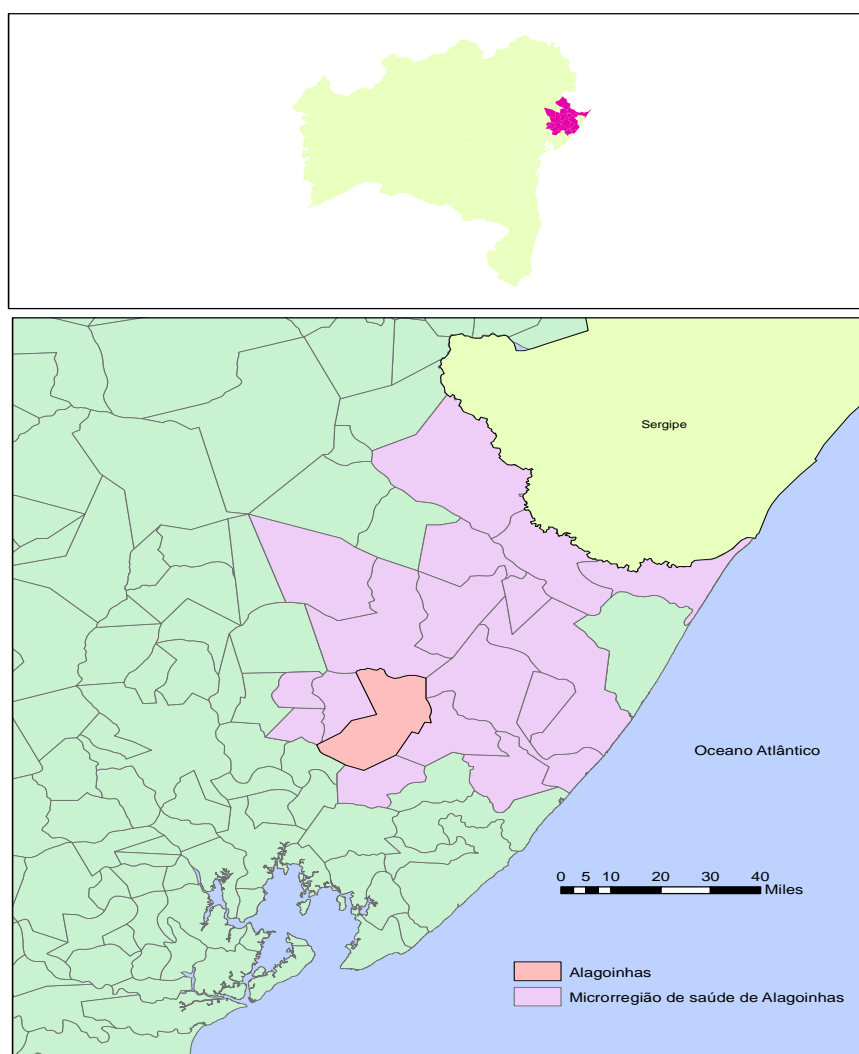 Sergipe
Oceano Atlântico
0 5 10 20 30 40
Miles
Alagoinhas
Microrregião de saúde de Alagoinhas